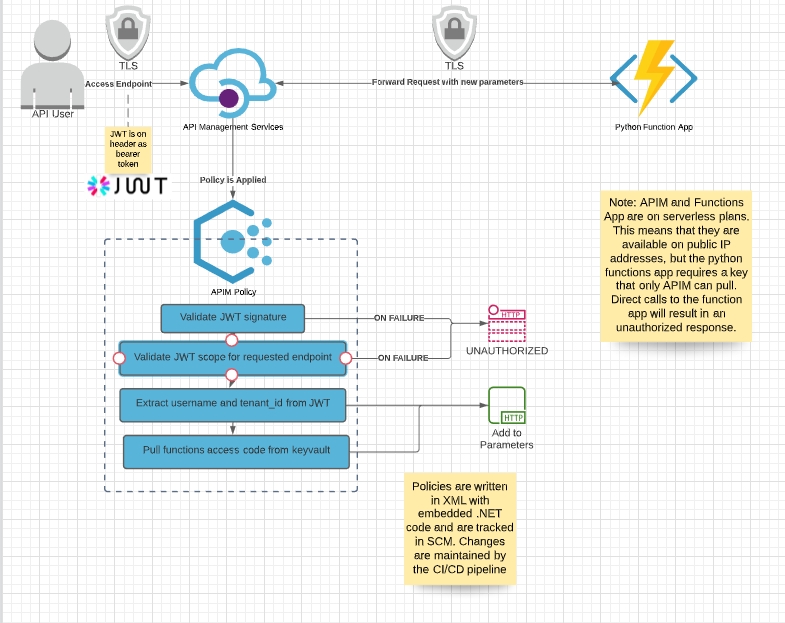 TLS
TLS
Access Endpoint
Forward Request with new parameters
API User
API Management Services
Python Function App
JWT is on
header as
bearer
token
JWT
Policy is Applied
Note: APIM and Functions
App are on serverless plans.
This means that they are
available on public IP
addresses, but the python
functions app requires a key
that only APIM can pull.
Direct calls to the function
app will result in an
unauthorized response.
APIM Policy
Validate JWT signature
ON FAILURE
HTTP
UNAUTHORIZED
Validate JWT scope for requested endpoint
ON FAILURE
Extract username and tenant_id from JWT
HTTP
Add to
Parameters
Pull functions access code from keyvault
Policies are written
in XML with
embedded .NET
code and are tracked
in SCM. Changes
are maintained by
the CI/CD pipeline